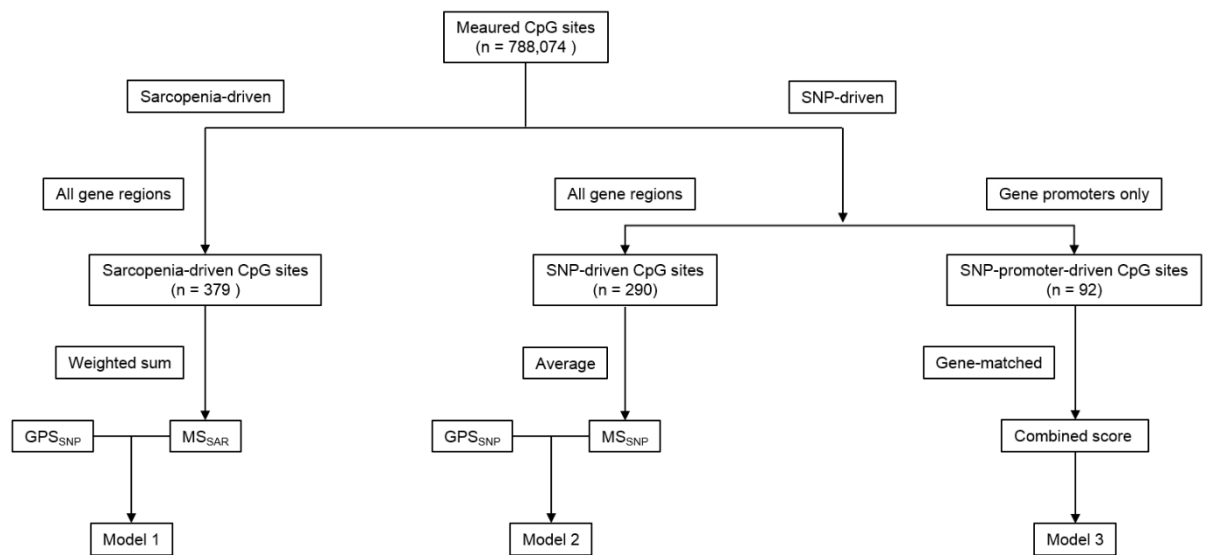 Meaured CpG sites
(n = 788,074 )
Sarcopenia-driven
SNP-driven
All gene regions
All gene regions
Gene promoters only
Sarcopenia-driven CpG sites
(n = 379 )
SNP-driven CpG sites
(n = 290)
SNP-promoter-driven CpG sites
(n = 92)
Weighted sum
Average
Gene-matched
GPSSNP
MSSAR
GPSSNP
MSSNP
Combined score
Model 1
Model 2
Model 3